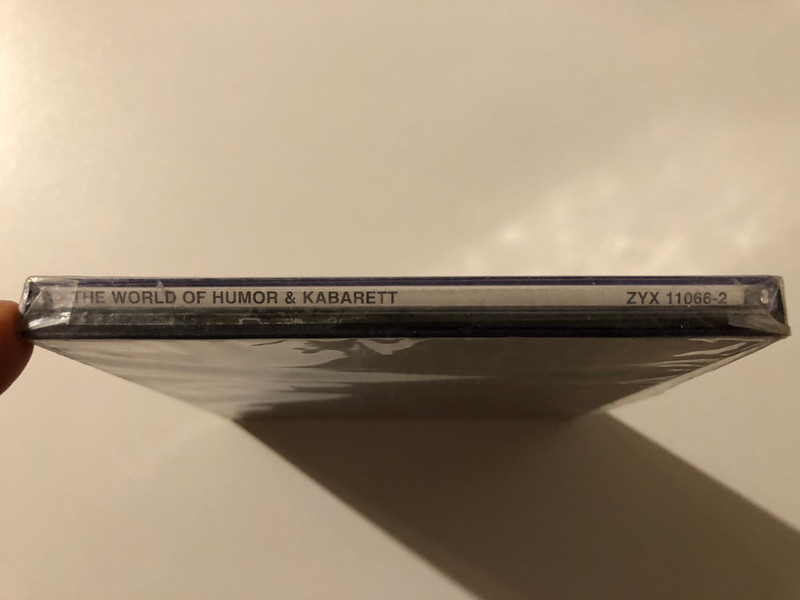 THE WORLD OF HUMOR & KABARETT ZYX 11066-2